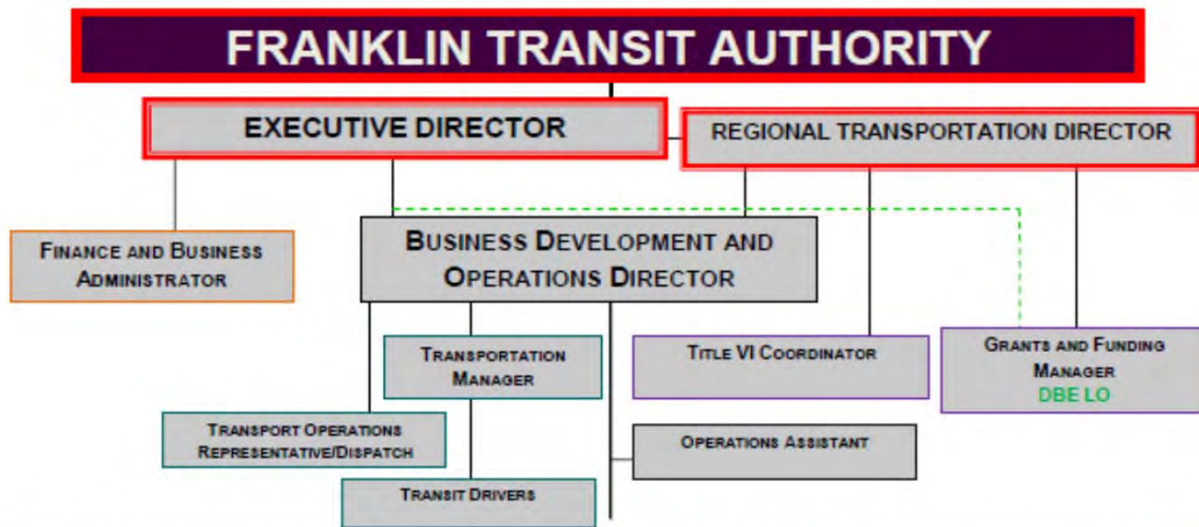 FRANKLIN TRANSIT AUTHORITY
EXECUTIVE DIRECTOR
REGIONAL TRANSPORTATION DIRECTOR
FINANCE AND BUSINESS
ADMINISTRATOR
BUSINESS DEVELOPMENT AND
OPERATIONS DIRECTOR
TRANSPORTATION
MANAGER
TITLE VI COORDINATOR
GRANTS AND FUNDING
MANAGER
DBE LO
TRANSPORT OPERATIONS
REPRESENTATIVE/DISPATCH
OPERATIONS ASSISTANT
TRANSIT DRIVERS